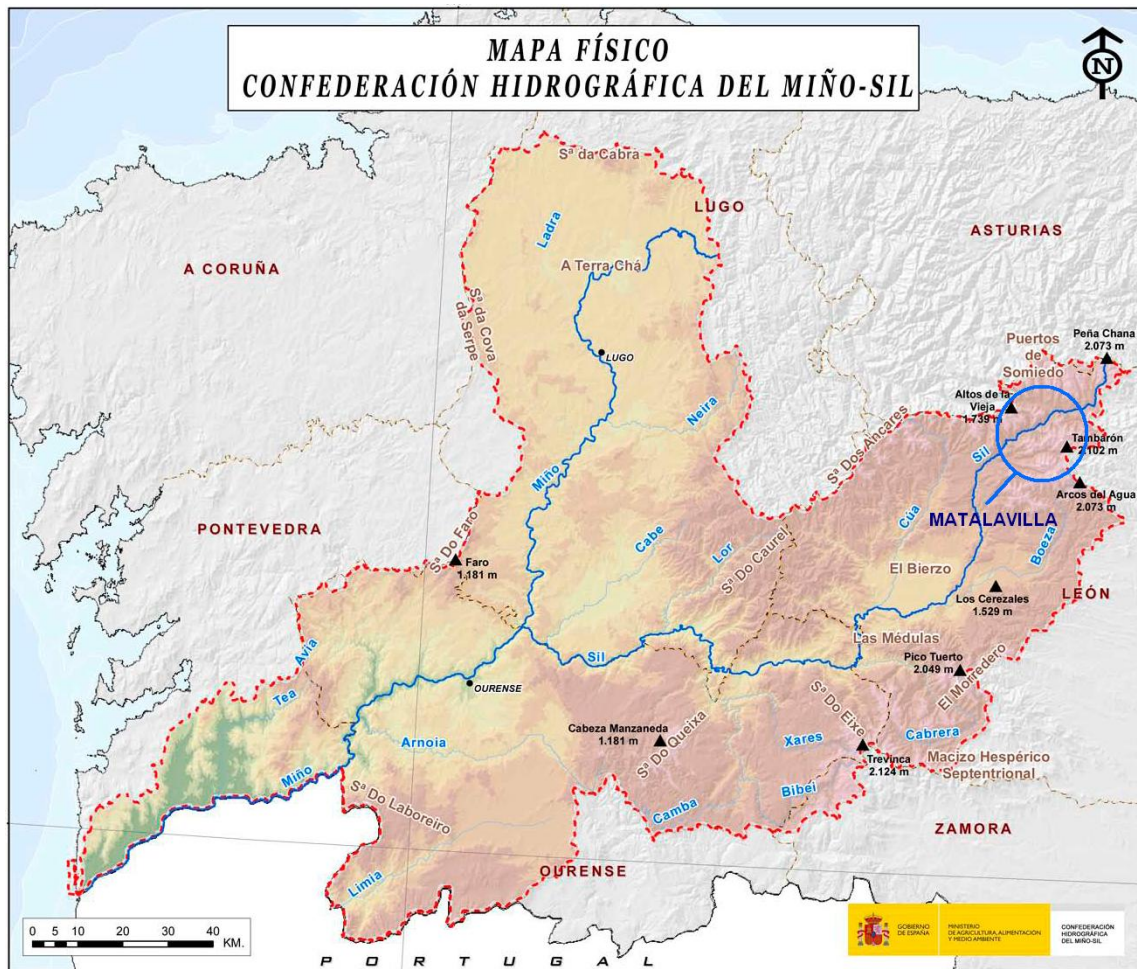 MAPA FÍSICO
CONFEDERACIÓN HIDROGRÁFICA DEL MIÑO-SIL
N
Sª da Cabra
LUGO
Ladra
ASTURIAS
A CORUÑA
A Terra Chá
Sª da Cova
da Serpe
LUGO
Peña Chana
2.073 m
Puertos
de
Somiedo
Altos de la
Vieja
1.739 m
Neira
Sª Dos Ancares
Sil
Tambarón
2.102 m
Miño
Arcos del Agua
2.073 m
MATALAVILLA
PONTEVEDRA
Cúa
Boeza
Cabe
Lor
Sª Do Faro
Faro
1.181 m
Sª Do Caurel
El Bierzo
LEÓN
Los Cerezales
1.529 m
Las Médulas
Avia
Sil
Pico Tuerto
2.049 m
Tea
OURENSE
El Morredero
Sª Do Eixe
Cabeza Manzaneda
1.181 m
Sª Do Queixa
Arnoia
Xares
Cabrera
Trevinca
2.124 m
Macizo Hespérico
Septentrional
Miño
Bibéi
Sª Do Laboreiro
Camba
ZAMORA
OURENSE
Limia
0 5 10 20 30 40
KM.
GOBIERNO
DE ESPAÑA
MINISTERIO
DE AGRICULTURA, ALIMENTACIÓN
Y MEDIO AMBIENTE
CONFEDERACIÓN
HIDROGRÁFICA
DEL MIÑO-SIL
PORTUGAL